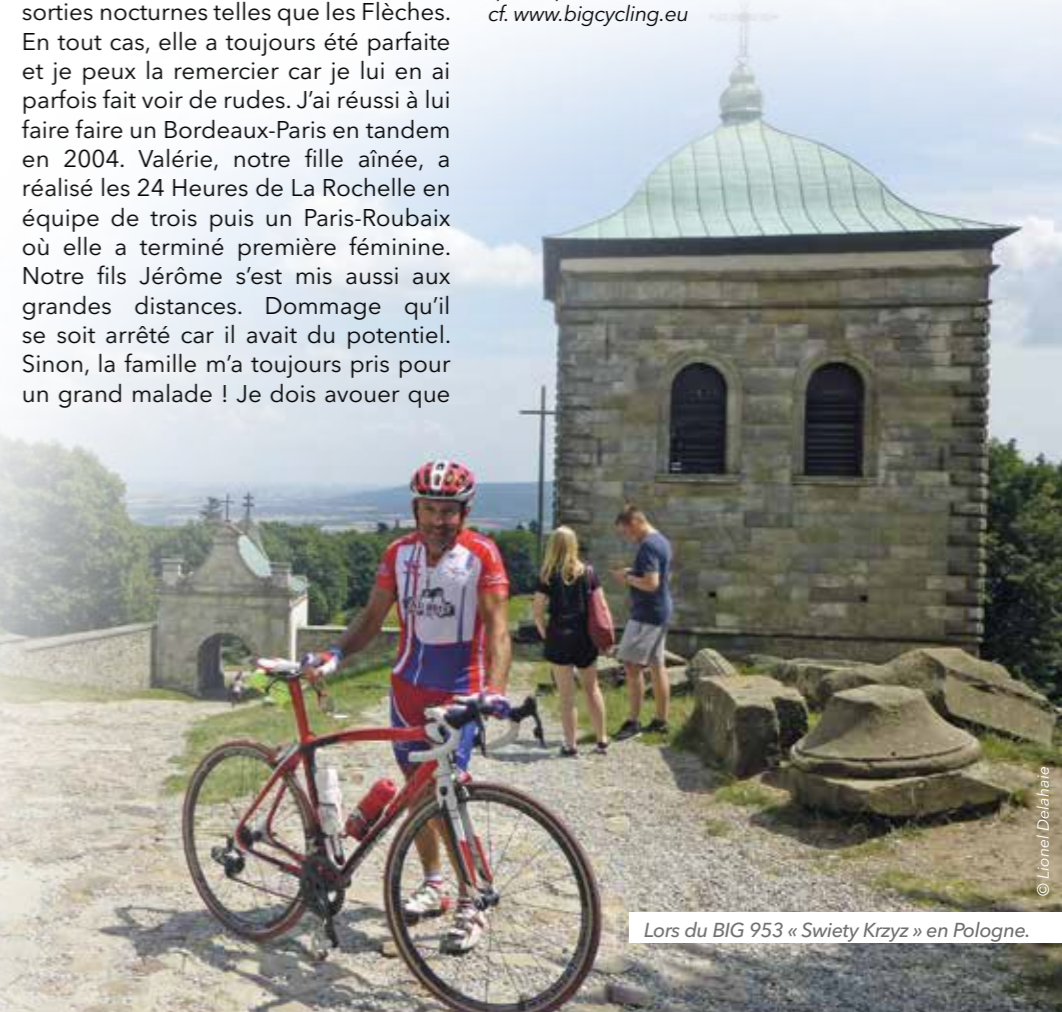 sorties nocturnes telles que les Flèches.
En tout cas, elle a toujours été parfaite
et je peux la remercier car je lui en ai
parfois fait voir de rudes. J’ai réussi à lui
faire faire un Bordeaux-Paris en tandem
en 2004. Valérie, notre fille aînée, a
réalisé les 24 Heures de La Rochelle en
équipe de trois puis un Paris-Roubaix
où elle a terminé première féminine.
Notre fils Jérôme s’est mis aussi aux
grandes distances. Dommage qu’il
se soit arrêté car il avait du potentiel.
Sinon, la famille m’a toujours pris pour
un grand malade ! Je dois avouer que
cf. www.bigcycling.eu
© Lionel Delahaie
Lors du BIG 953 « Swiety Krzyz » en Pologne.